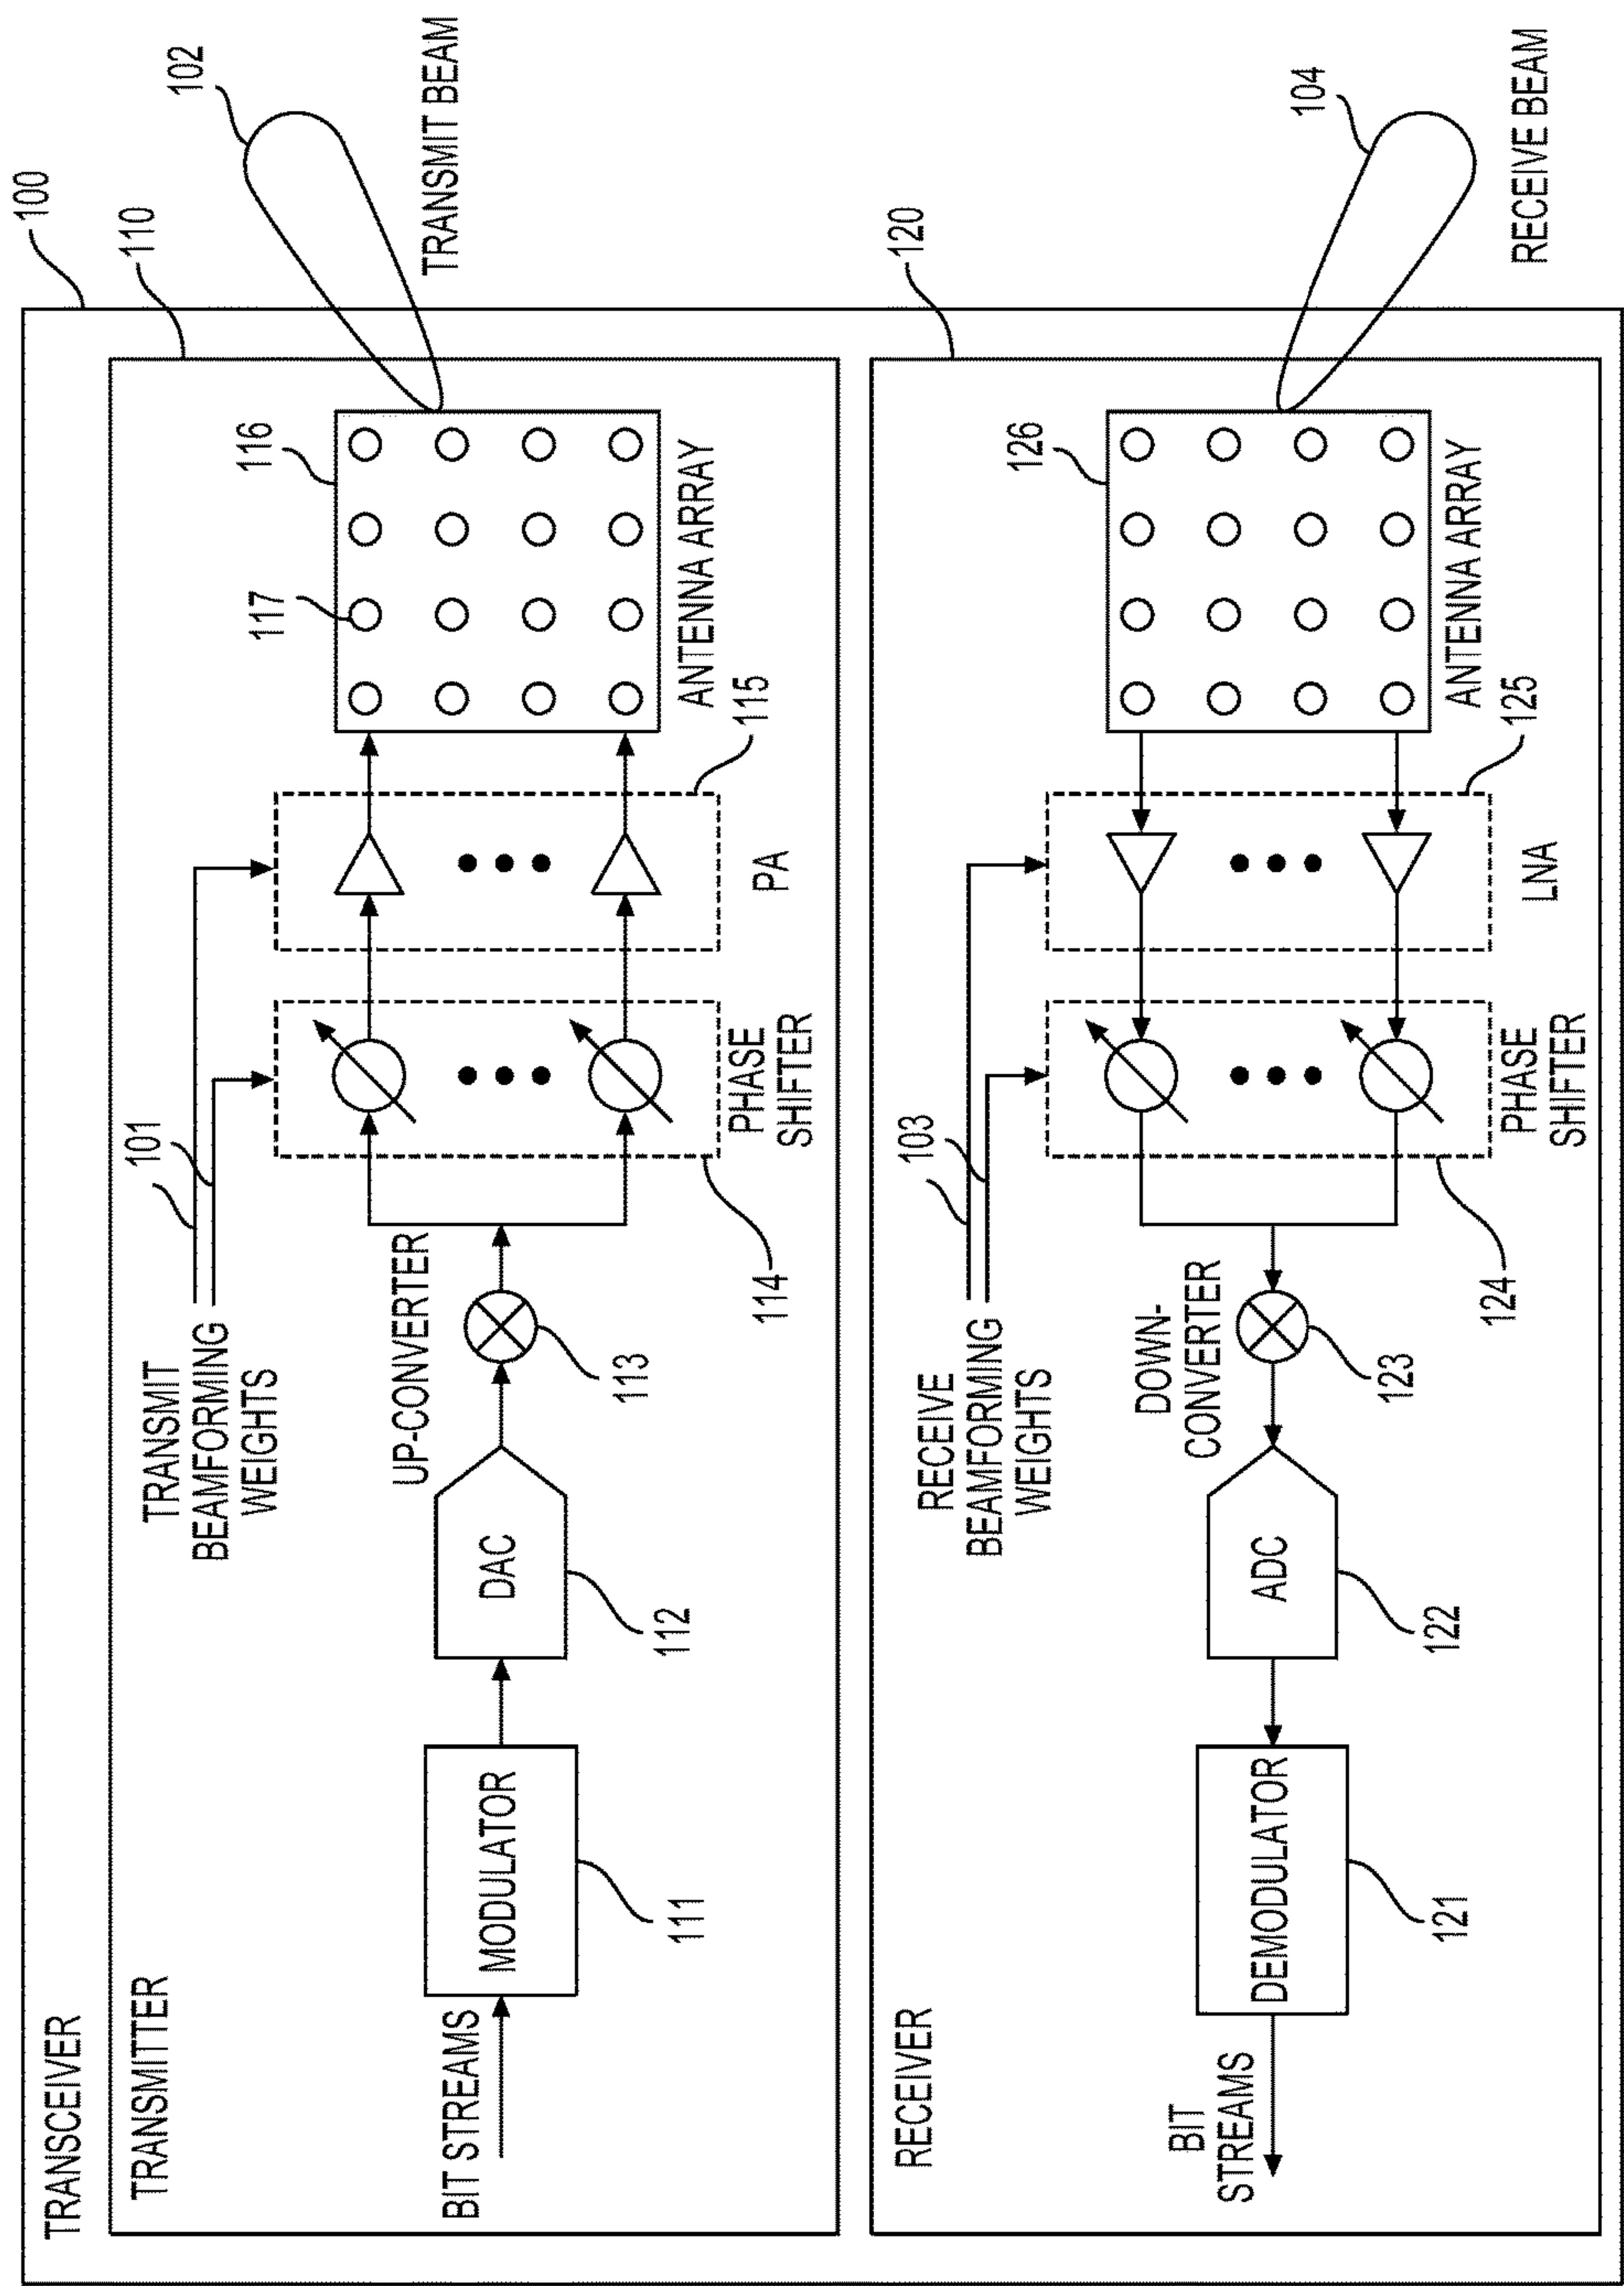 TRANSCEIVER
100
TRANSMITTER
110
102
TRANSMIT BEAM
TRANSMIT
BEAMFORMING
WEIGHTS
101
116
117
BIT STREAMS
MODULATOR
111
DAC
112
UP-CONVERTER
113
114
PHASE
SHIFTER
PA
115
ANTENNA ARRAY
RECEIVER
120
104
RECEIVE BEAM
RECEIVE
BEAMFORMING
WEIGHTS
103
126
BIT
STREAMS
DEMODULATOR
121
ADC
122
DOWN-
CONVERTER
123
124
PHASE
SHIFTER
LNA
125
ANTENNA ARRAY